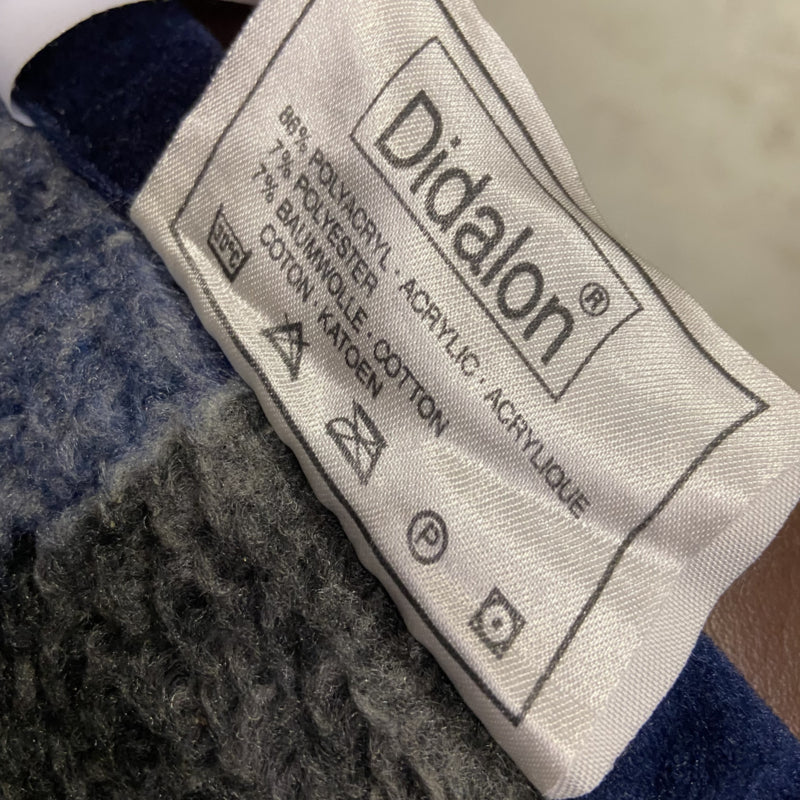 Didalon®
86% POLYACRYL · ACRYLIC · ACRYLIQUE
7% POLYESTER
7% BAUMWOLLE · COTTON
COTON · KATOEN
30°C
P